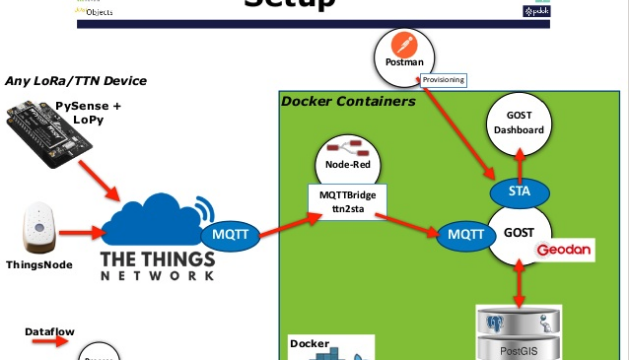 Setup
Objects
pdok
Postman
Provisioning
Any LoRa/TTN Device
Docker Containers
PySense +
LoPy
GOST
Dashboard
Node-Red
STA
MQTTBridge
ttn2sta
MQTT
MQTT
GOST
Geodan
THE THINGS
NETWORK
ThingsNode
Dataflow
Docker
PostGIS